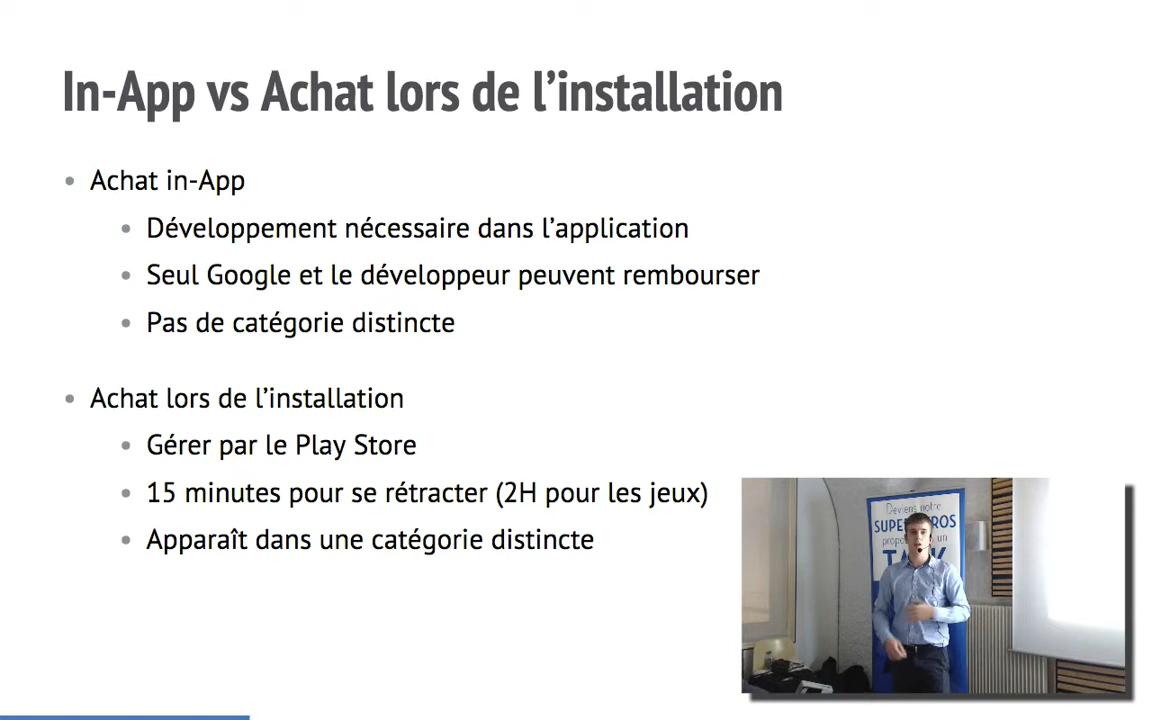 In-App vs Achat lors de l’installation
Achat in-App
Développement nécessaire dans l’application
Seul Google et le développeur peuvent rembourser
Pas de catégorie distincte
Achat lors de l’installation
Gérer par le Play Store
15 minutes pour se rétracter (2H pour les jeux)
Apparaît dans une catégorie distincte
Deviens notre